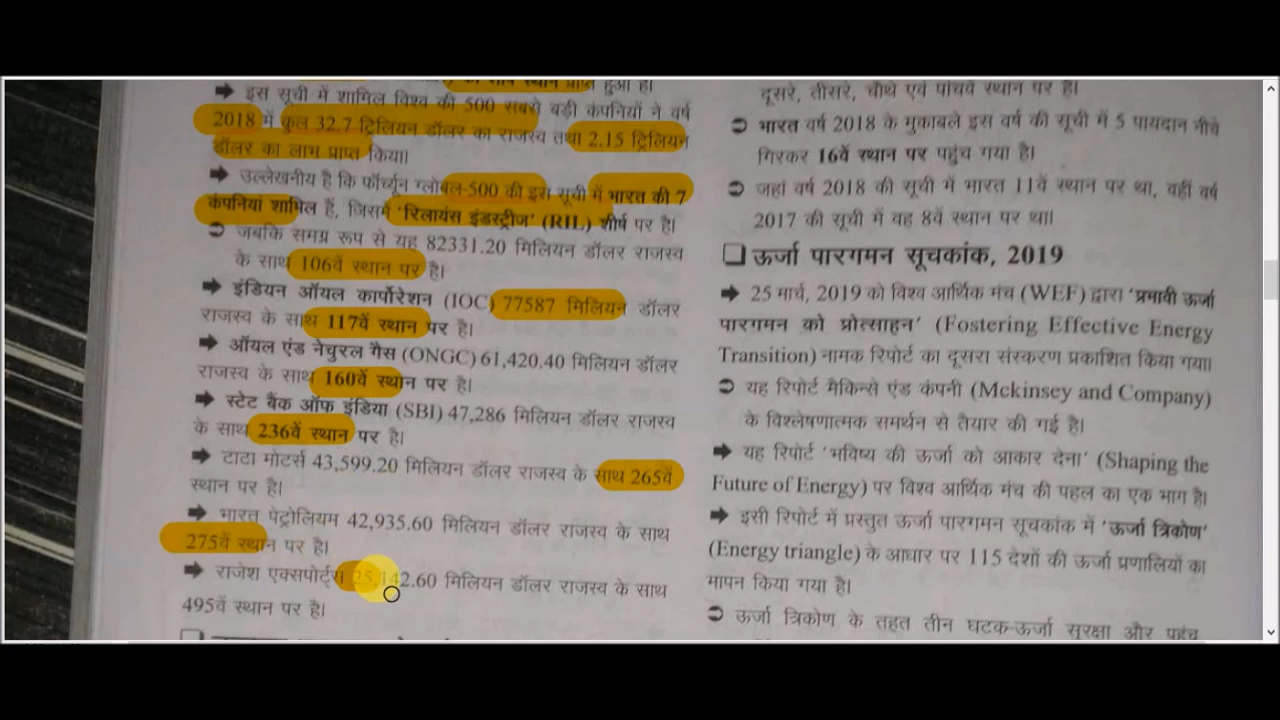 शीर्ष स्थान प्राप्त हुआ है।
➡ इस सूची में शामिल विश्व की 500 सबसे बड़ी कंपनियों ने वर्ष
2018 में कुल 32.7 ट्रिलियन डॉलर का राजस्व तथा 2.15 ट्रिलियन
डॉलर का लाभ प्राप्त किया।
➡ उल्लेखनीय है कि फॉर्च्यून ग्लोबल-500 की इस सूची में भारत की 7
कंपनियां शामिल हैं, जिसमें 'रिलायंस इंडस्ट्रीज' (RIL) शीर्ष पर है।
➲ जबकि समग्र रूप से यह 82331.20 मिलियन डॉलर राजस्व
के साथ 106वें स्थान पर है।
➡ इंडियन ऑयल कार्पोरेशन (IOC) 77587 मिलियन डॉलर
राजस्व के साथ 117वें स्थान पर है।
➡ ऑयल एंड नेचुरल गैस (ONGC) 61,420.40 मिलियन डॉलर
राजस्व के साथ 160वें स्थान पर है।
➡ स्टेट बैंक ऑफ इंडिया (SBI) 47,286 मिलियन डॉलर राजस्व
के साथ 236वें स्थान पर है।
➡ टाटा मोटर्स 43,599.20 मिलियन डॉलर राजस्व के साथ 265वें
स्थान पर है।
➡ भारत पेट्रोलियम 42,935.60 मिलियन डॉलर राजस्व के साथ
275वें स्थान पर है।
➡ राजेश एक्सपोर्ट्स 25,142.60 मिलियन डॉलर राजस्व के साथ
495वें स्थान पर है।
दूसरे, तीसरे, चौथे एवं पांचवें स्थान पर हैं।
➲ भारत वर्ष 2018 के मुकाबले इस वर्ष की सूची में 5 पायदान नीचे
गिरकर 16वें स्थान पर पहुंच गया है।
➲ जहां वर्ष 2018 की सूची में भारत 11वें स्थान पर था, वहीं वर्ष
2017 की सूची में वह 8वें स्थान पर था।
❑ ऊर्जा पारगमन सूचकांक, 2019
➡ 25 मार्च, 2019 को विश्व आर्थिक मंच (WEF) द्वारा 'प्रभावी ऊर्जा
पारगमन को प्रोत्साहन' (Fostering Effective Energy
Transition) नामक रिपोर्ट का दूसरा संस्करण प्रकाशित किया गया।
➲ यह रिपोर्ट मैकिन्से एंड कंपनी (Mckinsey and Company)
के विश्लेषणात्मक समर्थन से तैयार की गई है।
➡ यह रिपोर्ट 'भविष्य की ऊर्जा को आकार देना' (Shaping the
Future of Energy) पर विश्व आर्थिक मंच की पहल का एक भाग है।
➡ इसी रिपोर्ट में प्रस्तुत ऊर्जा पारगमन सूचकांक में 'ऊर्जा त्रिकोण'
(Energy triangle) के आधार पर 115 देशों की ऊर्जा प्रणालियों का
मापन किया गया है।
➲ ऊर्जा त्रिकोण के तहत तीन घटक-ऊर्जा सुरक्षा और पहुंच